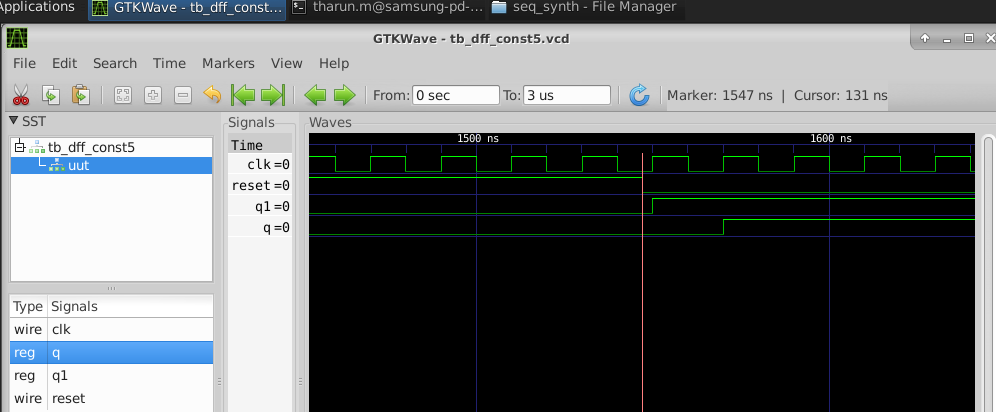 Applications GTKWave - tb_dff_const... tharun.m@samsung-pd-... seq_synth - File Manager
GTKWave - tb_dff_const5.vcd
File Edit Search Time Markers View Help
From: 0 sec To: 3 us Marker: 1547 ns | Cursor: 131 ns
SST
tb_dff_const5
uut
Type Signals
wire clk
reg q
reg q1
wire reset
Signals
Time
clk=0
reset=0
q1=0
q=0
Waves
1500 ns 1600 ns